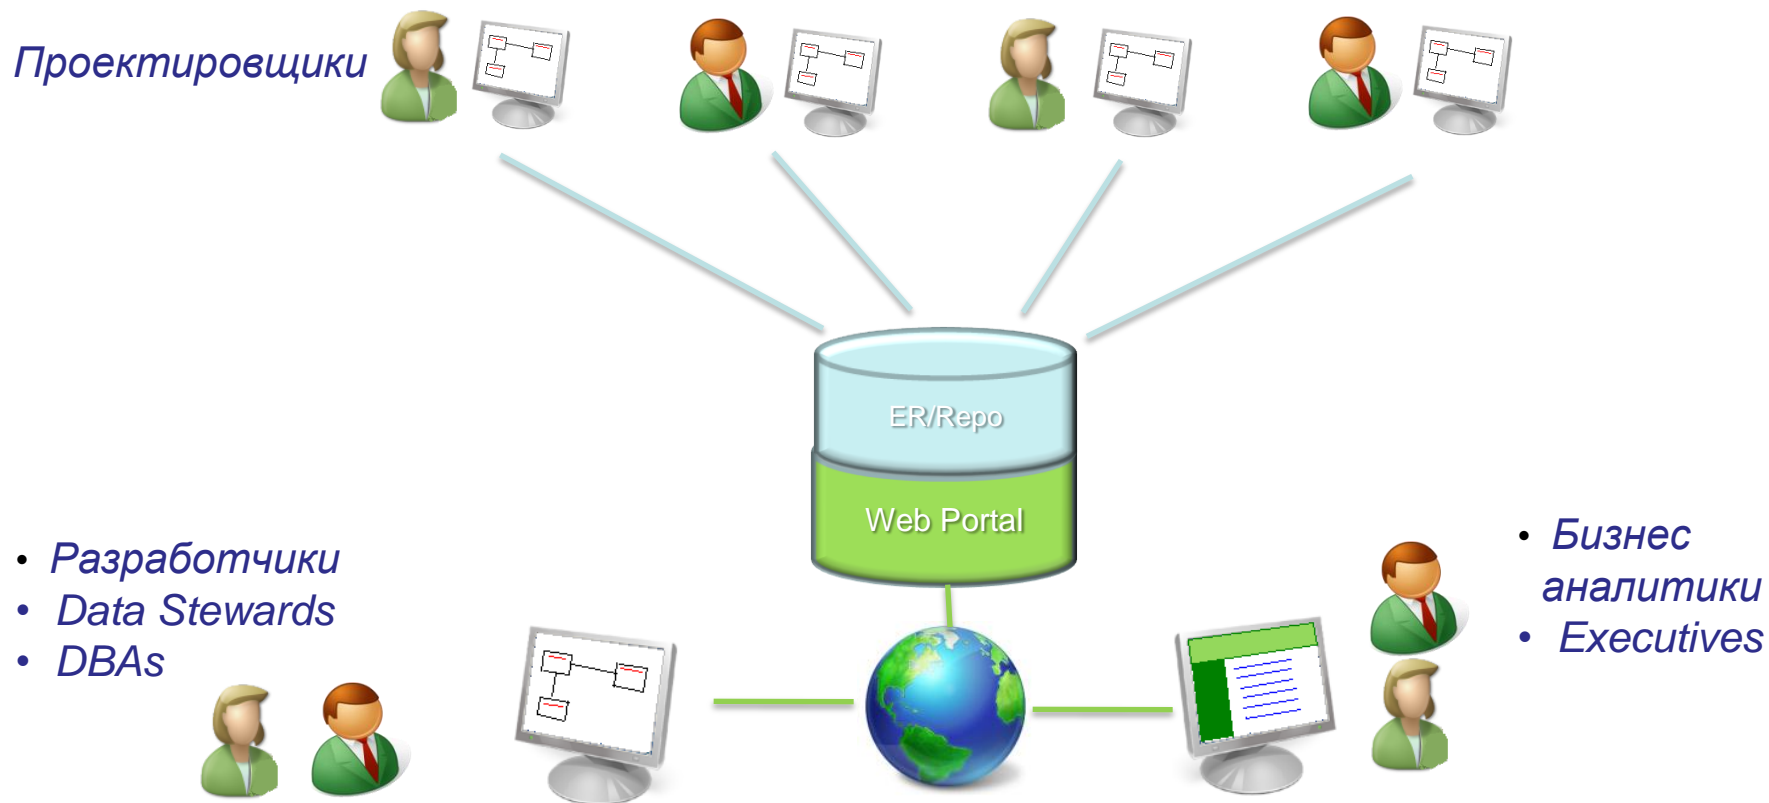 Проектировщики
ER/Repo
Web Portal
• Разработчики
• Data Stewards
• DBAs
• Бизнес
аналитики
• Executives